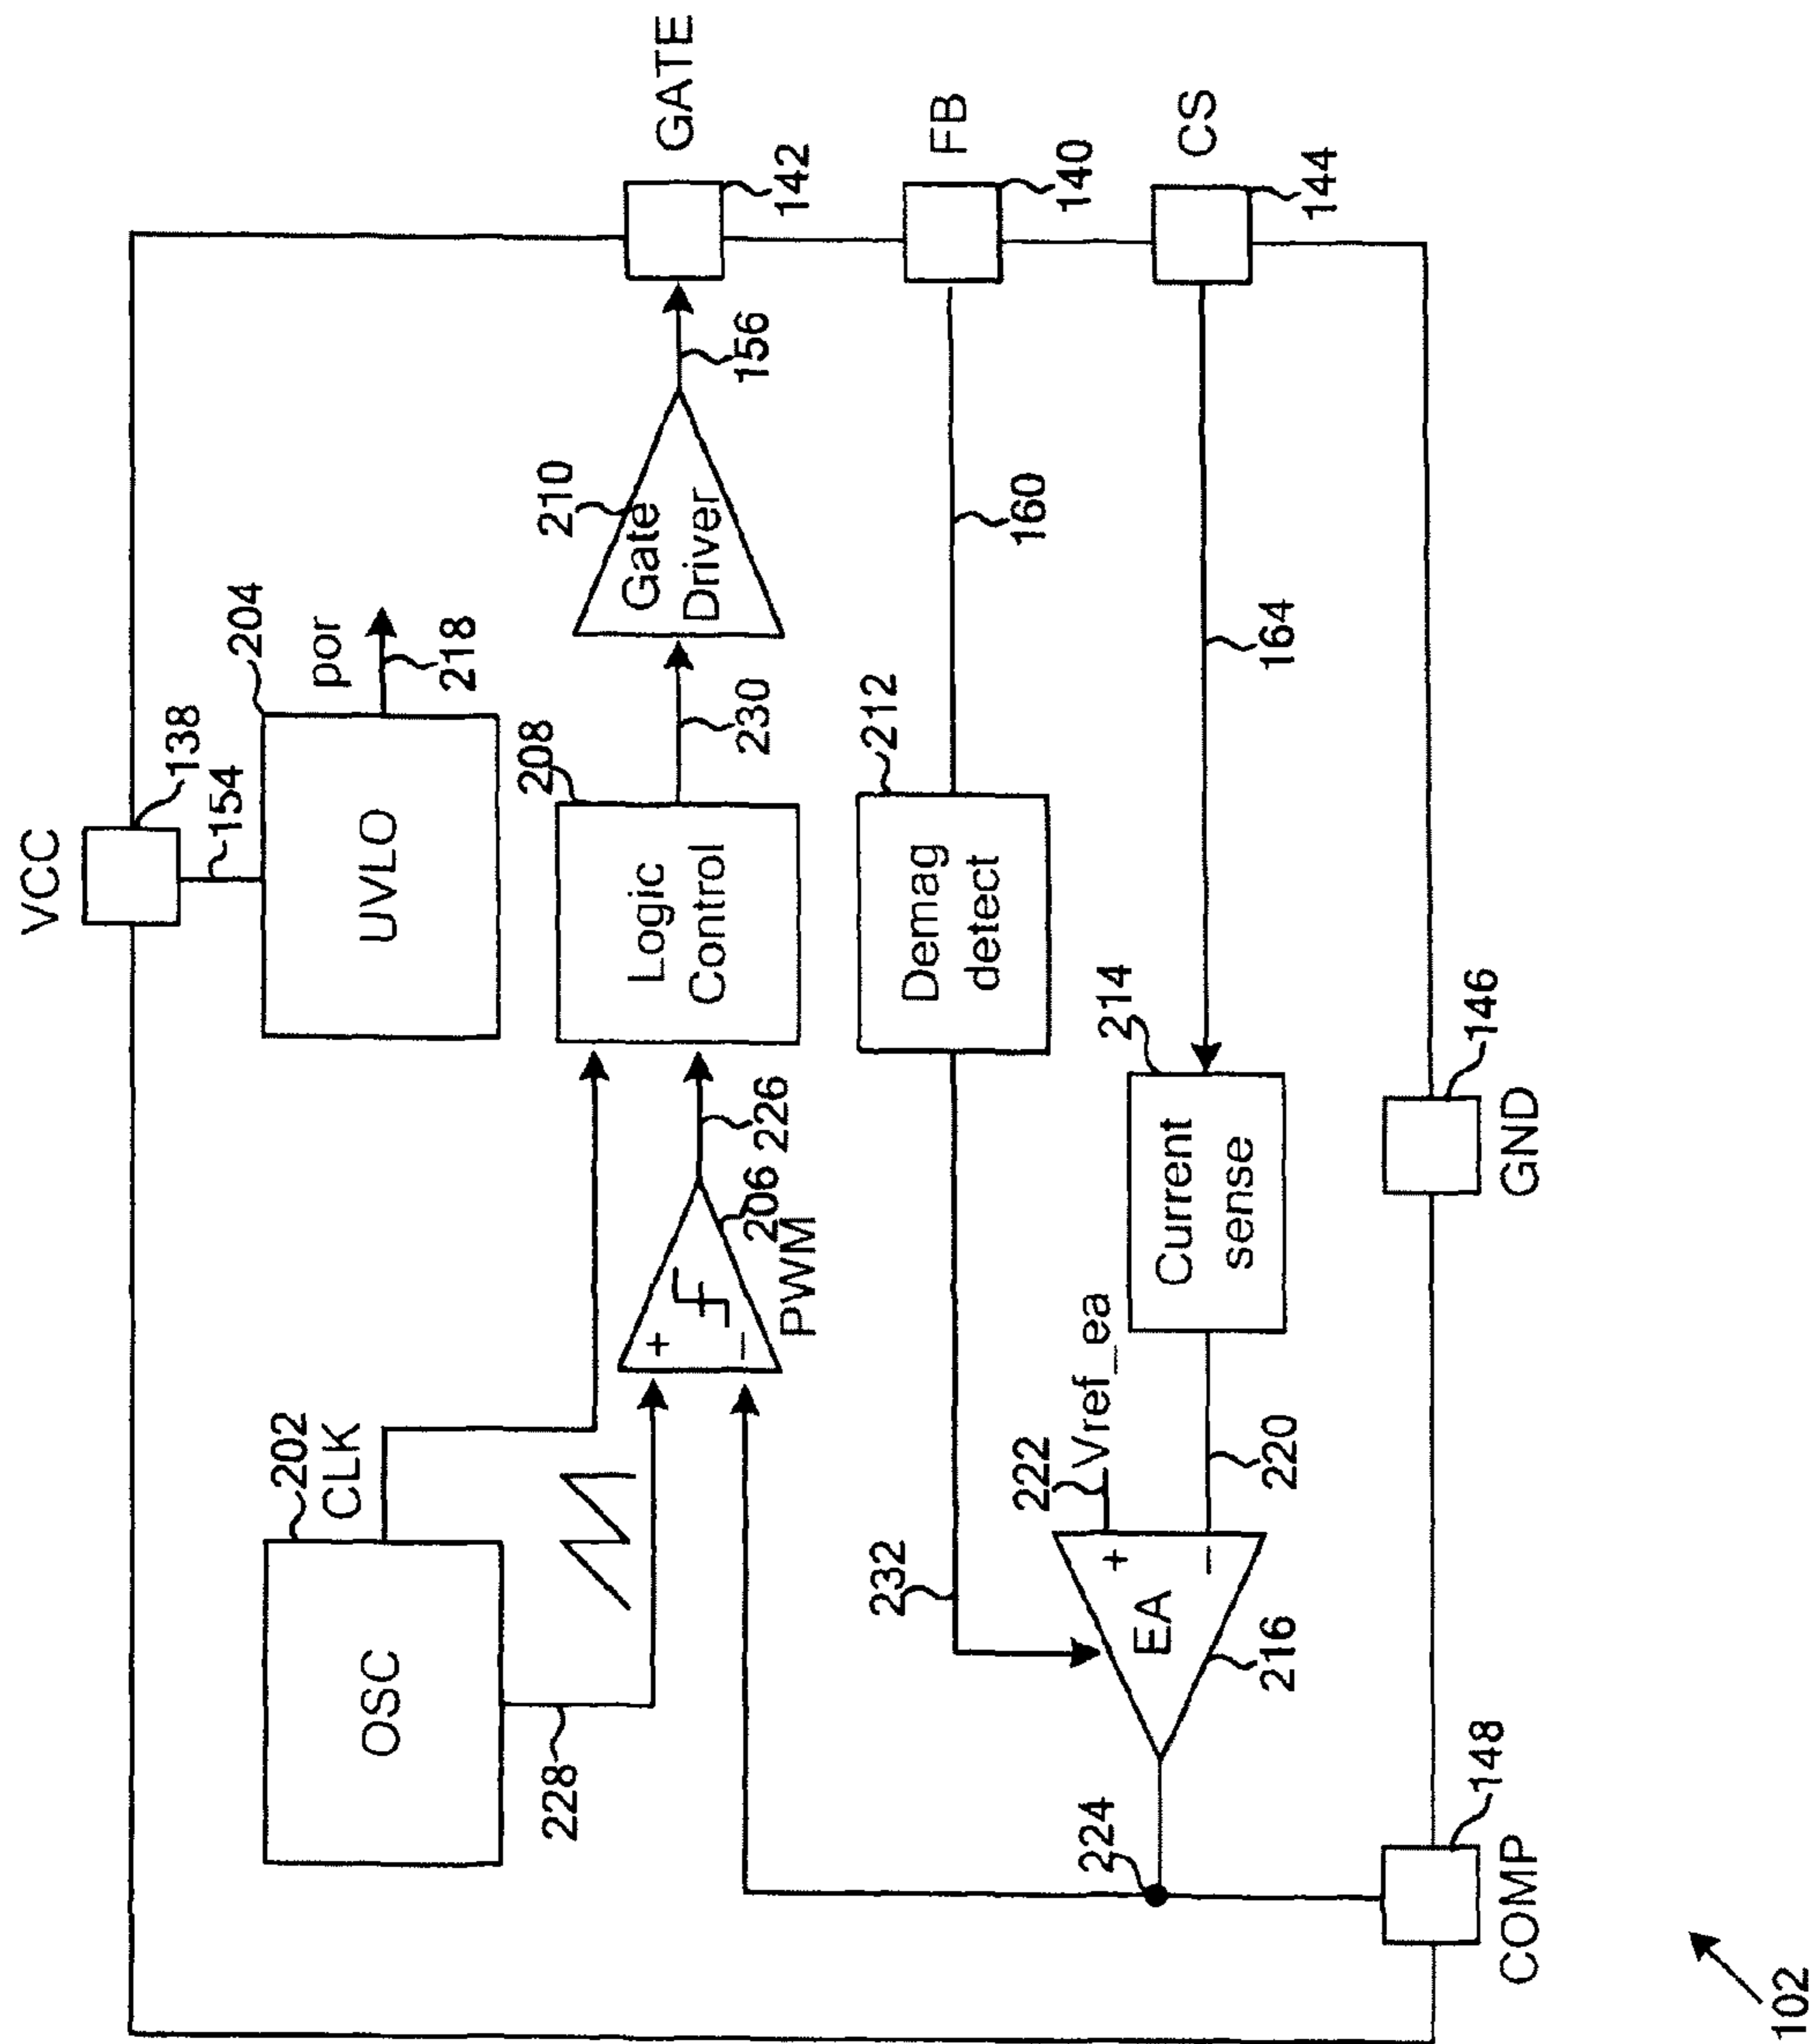 VCC
138
154
204
UVLO
por
218
202
CLK
OSC
228
+
−
206
PWM
226
208
Logic
Control
230
210
Gate
Driver
156
GATE
142
232
212
Demag
detect
160
FB
140
222
Vref_ea
+
−
EA
216
220
214
Current
sense
164
CS
144
224
148
COMP
146
GND
102